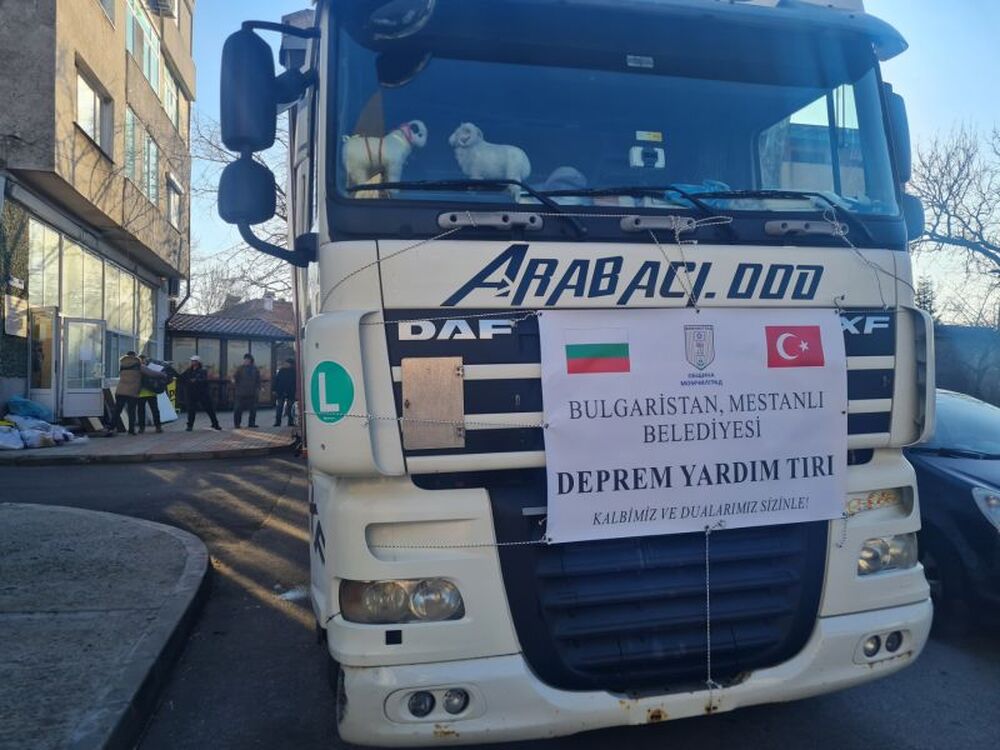 ARABACI. OOD
DAF
XF
L
ОБЩИНА
МОМЧИЛГРАД
BULGARİSTAN, MESTANLI
BELEDİYESİ
DEPREM YARDIM TIRI
KALBİMİZ VE DUALARIMIZ SİZİNLE!